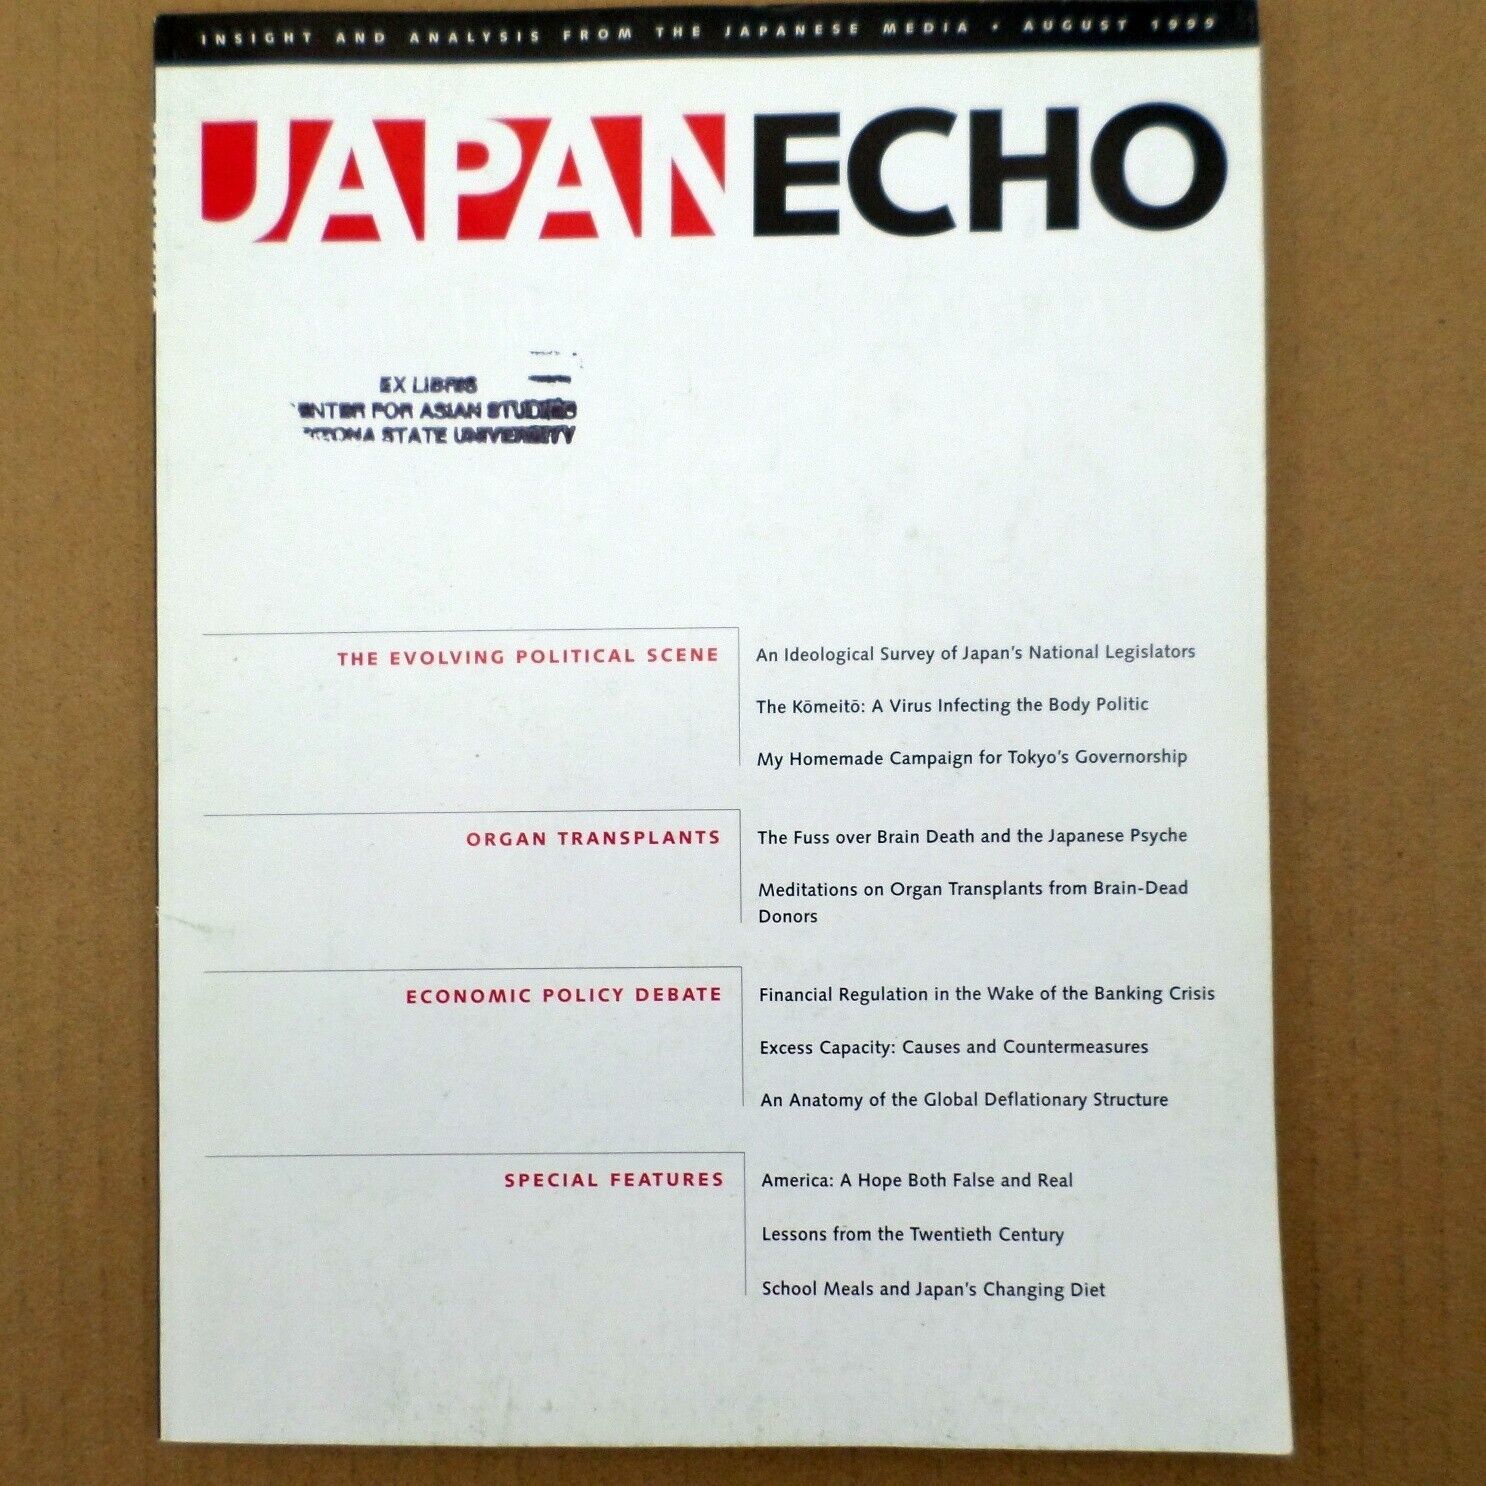 INSIGHT AND ANALYSIS FROM THE JAPANESE MEDIA • AUGUST 1999
JAPANECHO
EX LIBRIS
ENTER FOR ASIAN STUDIES
ZONA STATE UNIVERSITY
THE EVOLVING POLITICAL SCENE
An Ideological Survey of Japan's National Legislators
The Kōmeitō: A Virus Infecting the Body Politic
My Homemade Campaign for Tokyo's Governorship
ORGAN TRANSPLANTS
The Fuss over Brain Death and the Japanese Psyche
Meditations on Organ Transplants from Brain-Dead
Donors
ECONOMIC POLICY DEBATE
Financial Regulation in the Wake of the Banking Crisis
Excess Capacity: Causes and Countermeasures
An Anatomy of the Global Deflationary Structure
SPECIAL FEATURES
America: A Hope Both False and Real
Lessons from the Twentieth Century
School Meals and Japan's Changing Diet